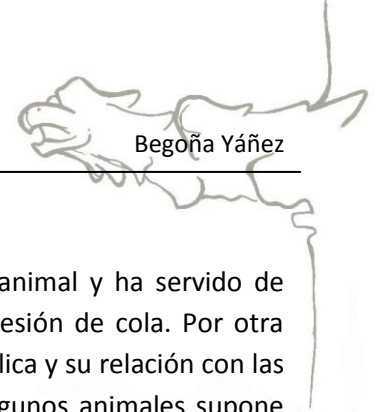 Begoña Yáñez
animal y ha servido de
esión de cola. Por otra
lica y su relación con las
gunos animales supone